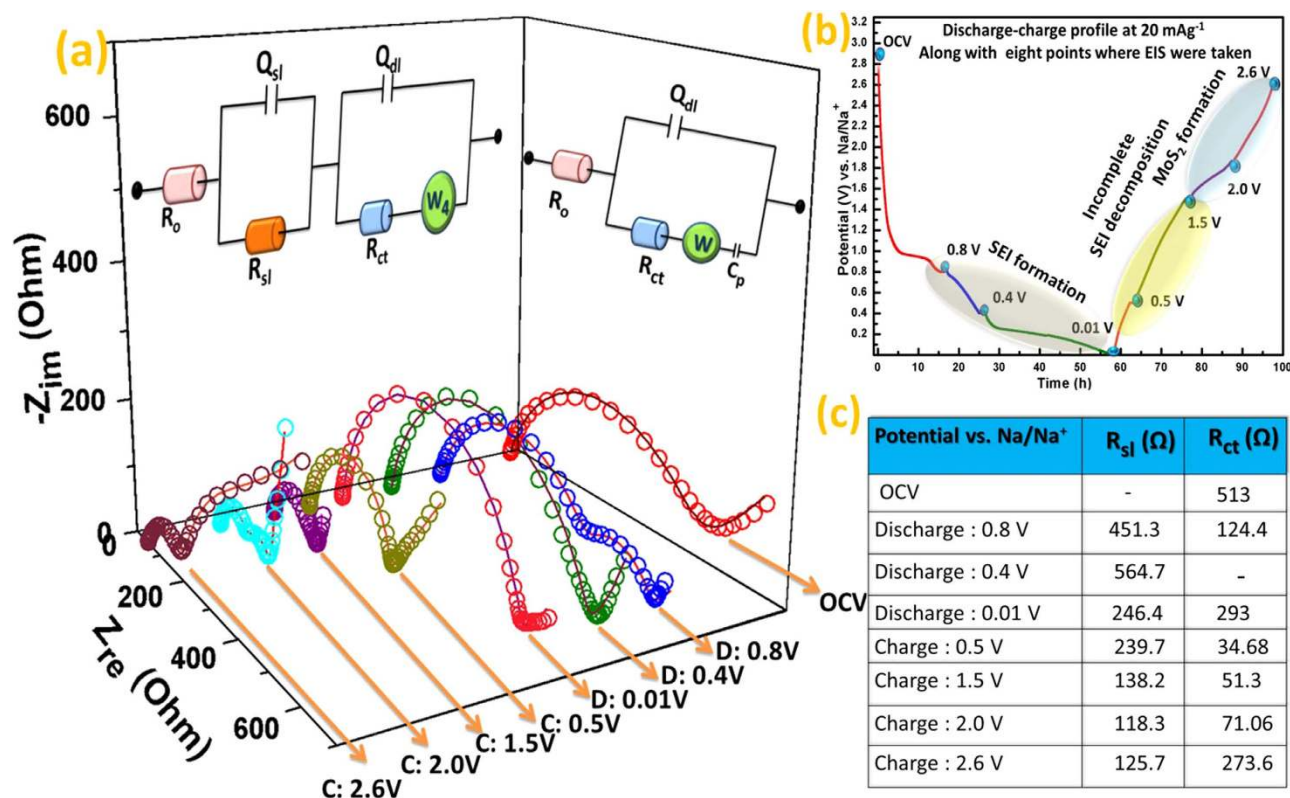 (a)
600
400
200
0
-Z_im (Ohm)
Q_sl
Q_dl
R_o
R_sl
R_ct
W_4
Q_dl
R_o
R_ct
W
C_p
0
200
400
600
Z_re (Ohm)
OCV
D: 0.8V
D: 0.4V
D: 0.01V
C: 0.5V
C: 1.5V
C: 2.0V
C: 2.6V
(b)
Discharge-charge profile at 20 mAg⁻¹
Along with eight points where EIS were taken
3.2
3.0
2.8
2.6
2.4
2.2
2.0
1.8
1.6
1.4
1.2
1.0
0.8
0.6
0.4
0.2
Potential (V) vs. Na/Na⁺
OCV
0.8 V
0.4 V
0.01 V
0.5 V
1.5 V
2.0 V
2.6 V
SEI formation
Incomplete
SEI decomposition
MoS₂ formation
0 10 20 30 40 50 60 70 80 90 100
Time (h)
(c)
Potential vs. Na/Na⁺ R_sl (Ω) R_ct (Ω)
OCV - 513
Discharge : 0.8 V 451.3 124.4
Discharge : 0.4 V 564.7 -
Discharge : 0.01 V 246.4 293
Charge : 0.5 V 239.7 34.68
Charge : 1.5 V 138.2 51.3
Charge : 2.0 V 118.3 71.06
Charge : 2.6 V 125.7 273.6